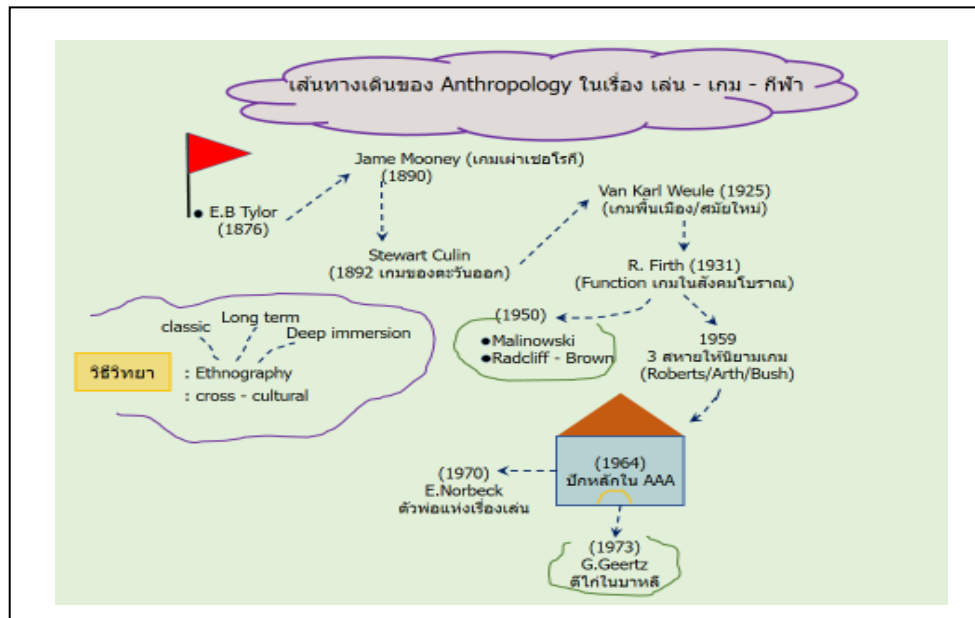 เส้นทางเดินของ Anthropology ในเรื่อง เล่น - เกม - กีฬา
Jame Mooney (เกมเผ่าเชอโรกี)
(1890)
● E.B Tylor
(1876)
Van Karl Weule (1925)
(เกมพื้นเมือง/สมัยใหม่)
Stewart Culin
(1892 เกมของตะวันออก)
R. Firth (1931)
(Function เกมในสังคมโบราณ)
(1950)
●Malinowski
●Radcliff - Brown
1959
3 สหายให้นิยามเกม
(Roberts/Arth/Bush)
classic
Long term
Deep immersion
วิธีวิทยา
: Ethnography
: cross - cultural
(1964)
ปักหลักใน AAA
(1970)
E.Norbeck
ตัวพ่อแห่งเรื่องเล่น
(1973)
G.Geertz
ตีไก่ในบาหลี